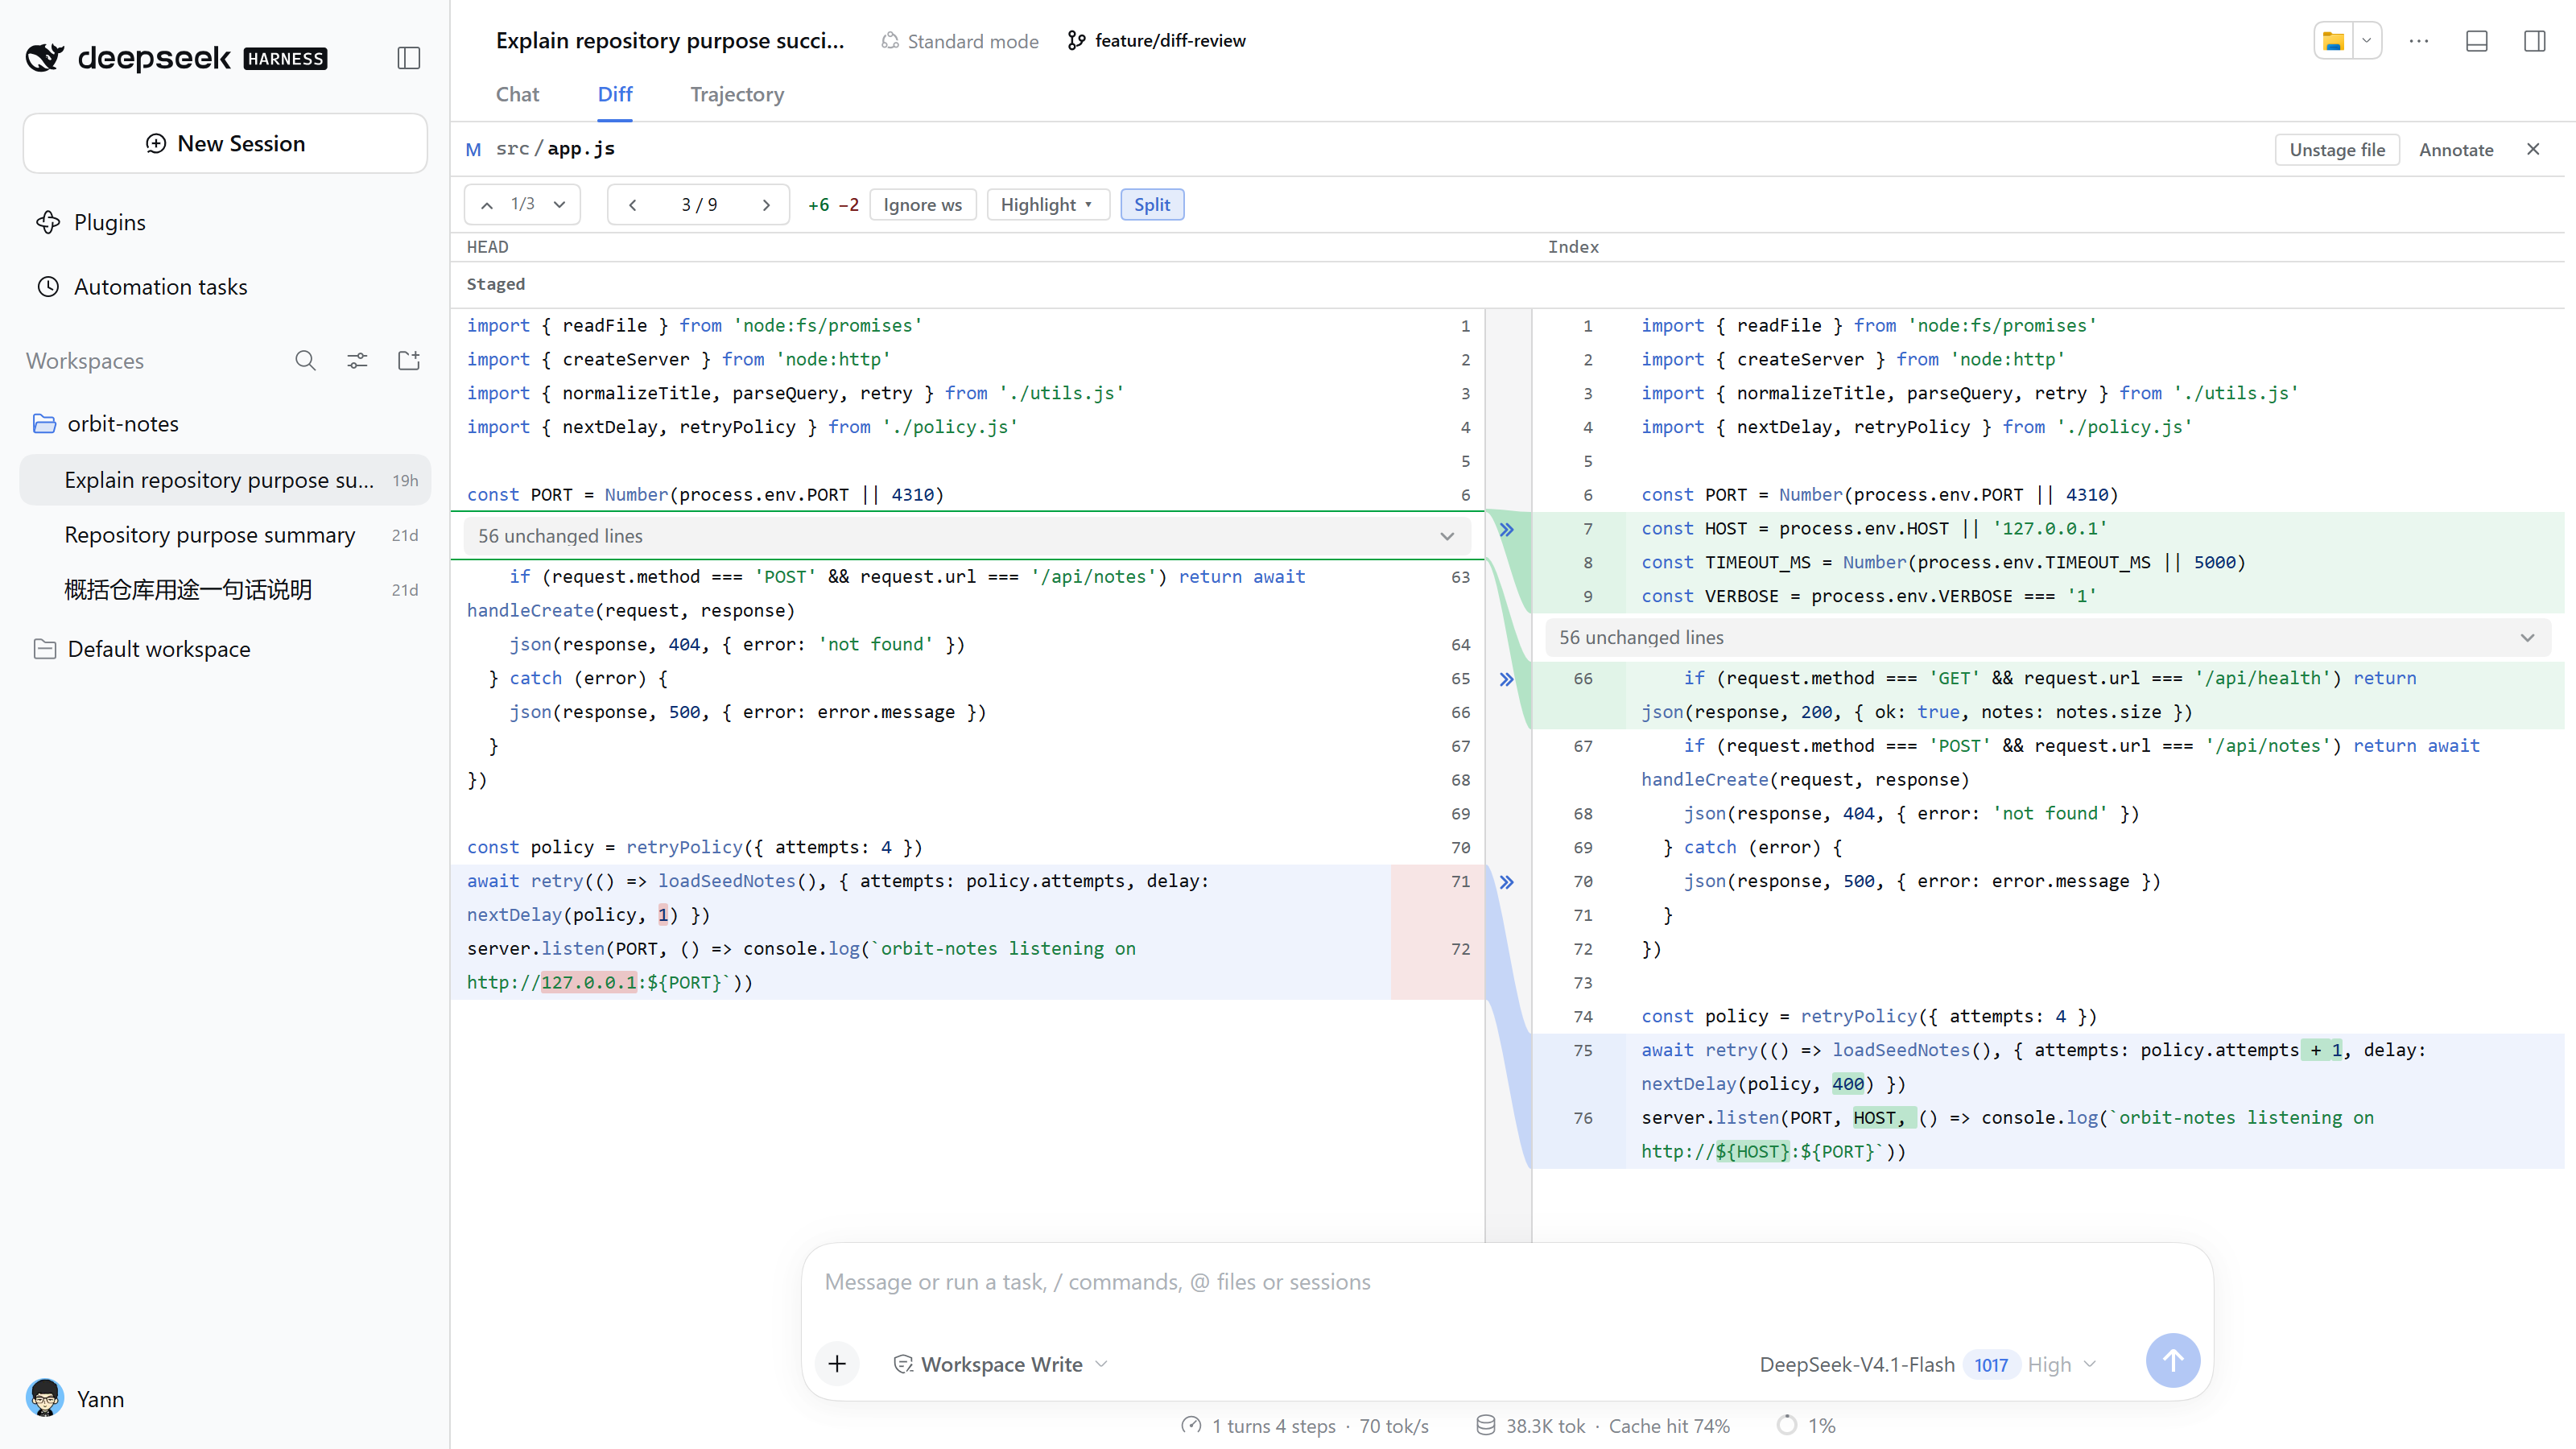 deepseek HARNESS
New Session
Plugins
Automation tasks
Workspaces
orbit-notes
Explain repository purpose su... 19h
Repository purpose summary 21d
概括仓库用途一句话说明 21d
Default workspace
Yann
Explain repository purpose succi... Standard mode feature/diff-review
Chat Diff Trajectory
M src/app.js Unstage file Annotate
1/3 3 / 9 +6 −2 Ignore ws Highlight Split
HEAD Index
Staged
import { readFile } from 'node:fs/promises' 1
import { createServer } from 'node:http' 2
import { normalizeTitle, parseQuery, retry } from './utils.js' 3
import { nextDelay, retryPolicy } from './policy.js' 4
5
const PORT = Number(process.env.PORT || 4310) 6
56 unchanged lines
if (request.method === 'POST' && request.url === '/api/notes') return await 63
handleCreate(request, response)
json(response, 404, { error: 'not found' }) 64
} catch (error) { 65
json(response, 500, { error: error.message }) 66
} 67
}) 68
69
const policy = retryPolicy({ attempts: 4 }) 70
await retry(() => loadSeedNotes(), { attempts: policy.attempts, delay: 71
nextDelay(policy, 1) })
server.listen(PORT, () => console.log(`orbit-notes listening on 72
http://127.0.0.1:${PORT}`))
1 import { readFile } from 'node:fs/promises'
2 import { createServer } from 'node:http'
3 import { normalizeTitle, parseQuery, retry } from './utils.js'
4 import { nextDelay, retryPolicy } from './policy.js'
5
6 const PORT = Number(process.env.PORT || 4310)
7 const HOST = process.env.HOST || '127.0.0.1'
8 const TIMEOUT_MS = Number(process.env.TIMEOUT_MS || 5000)
9 const VERBOSE = process.env.VERBOSE === '1'
56 unchanged lines
66 if (request.method === 'GET' && request.url === '/api/health') return
json(response, 200, { ok: true, notes: notes.size })
67 if (request.method === 'POST' && request.url === '/api/notes') return await
handleCreate(request, response)
68 json(response, 404, { error: 'not found' })
69 } catch (error) {
70 json(response, 500, { error: error.message })
71 }
72 })
73
74 const policy = retryPolicy({ attempts: 4 })
75 await retry(() => loadSeedNotes(), { attempts: policy.attempts + 1, delay:
nextDelay(policy, 400) })
76 server.listen(PORT, HOST, () => console.log(`orbit-notes listening on
http://${HOST}:${PORT}`))
Message or run a task, / commands, @ files or sessions
Workspace Write DeepSeek-V4.1-Flash 1017 High
1 turns 4 steps · 70 tok/s 38.3K tok · Cache hit 74% 1%